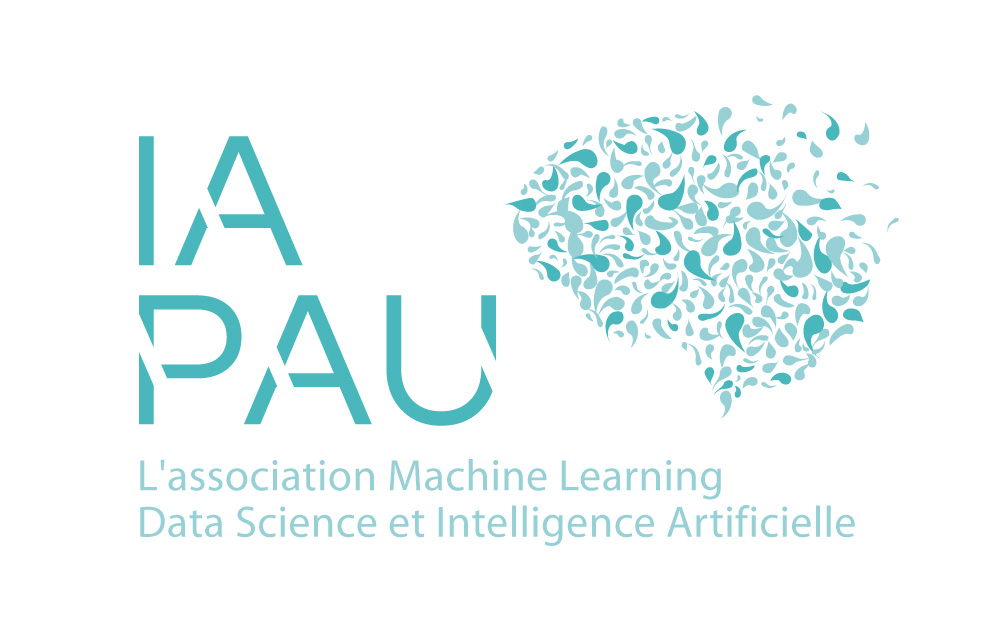 IA
PAU
L'association Machine Learning
Data Science et Intelligence Artificielle